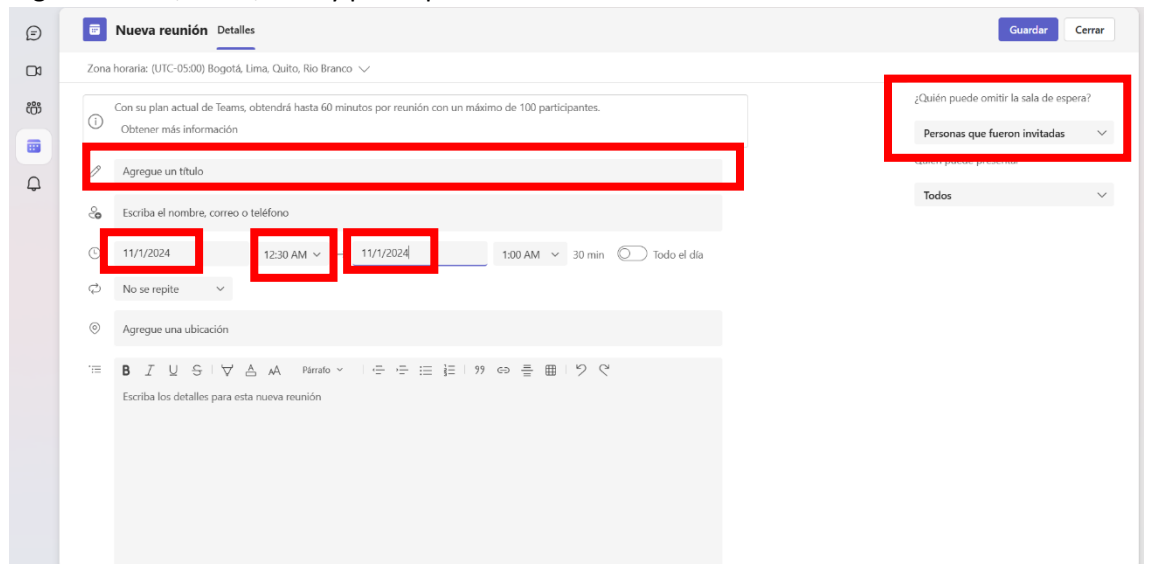 Nueva reunión Detalles
Guardar Cerrar
Zona horaria: (UTC-05:00) Bogotá, Lima, Quito, Rio Branco
Con su plan actual de Teams, obtendrá hasta 60 minutos por reunión con un máximo de 100 participantes.
Obtener más información
¿Quién puede omitir la sala de espera?
Personas que fueron invitadas
Todos
Agregue un título
Escriba el nombre, correo o teléfono
11/1/2024 12:30 AM – 11/1/2024 1:00 AM 30 min Todo el día
No se repite
Agregue una ubicación
B I U S A AA Párrafo
Escriba los detalles para esta nueva reunión